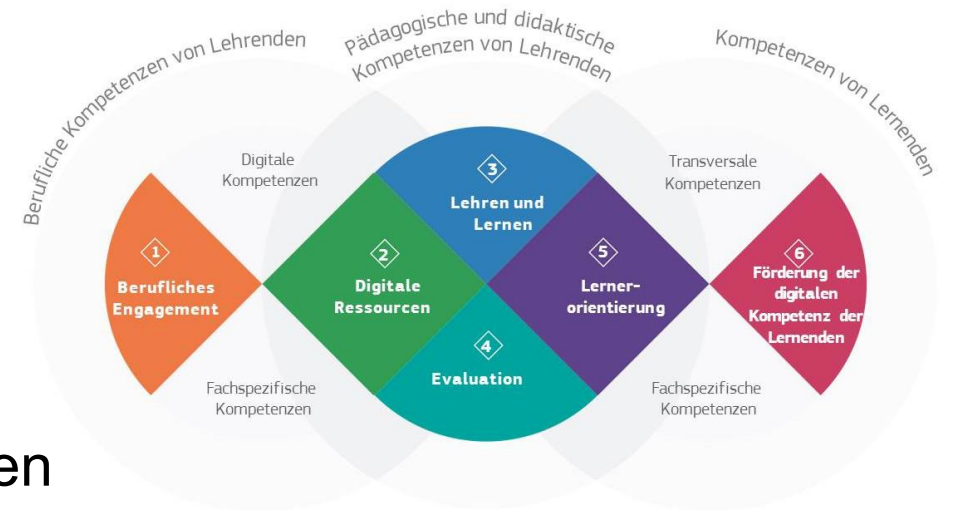 Berufliche Kompetenzen von Lehrenden
Pädagogische und didaktische
Kompetenzen von Lehrenden
Kompetenzen von Lernenden
Digitale
Kompetenzen
Transversale
Kompetenzen
1
Berufliches
Engagement
2
Digitale
Ressourcen
3
Lehren und
Lernen
4
Evaluation
5
Lerner-
orientierung
6
Förderung der
digitalen
Kompetenz der
Lernenden
Fachspezifische
Kompetenzen
Fachspezifische
Kompetenzen
en